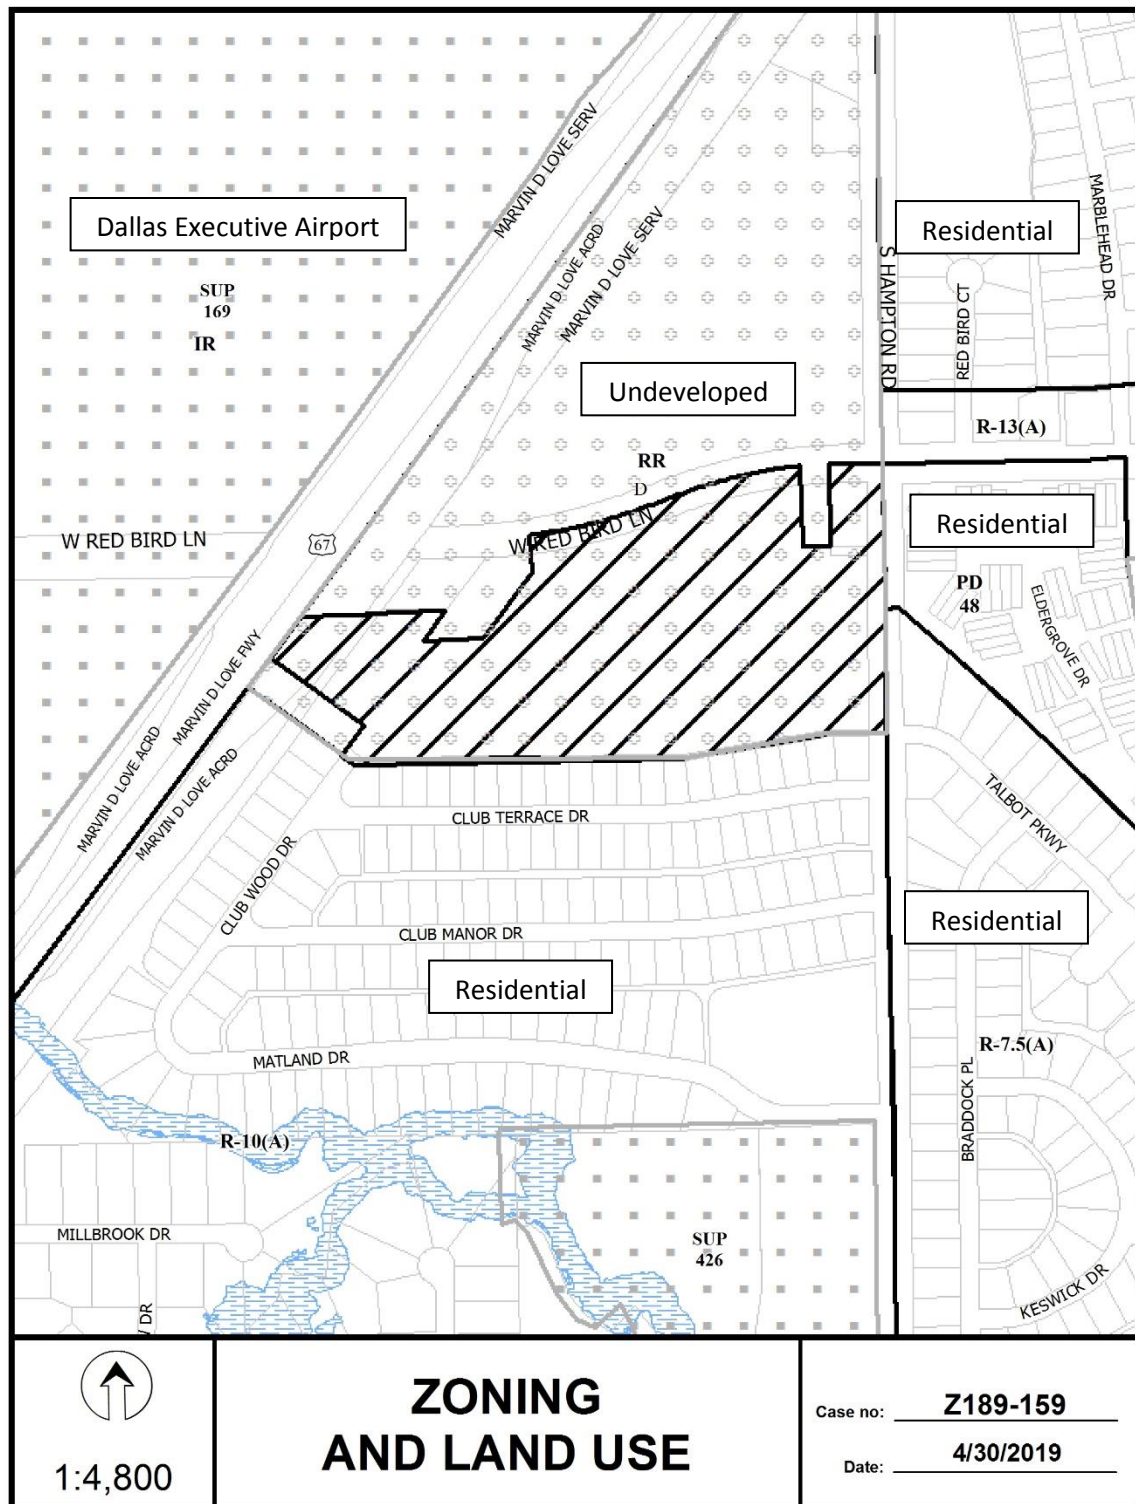 MARVIN D LOVE SERV
Dallas Executive Airport
SUP
169
IR
MARVIN D LOVE ACRD
MARVIN D LOVE SERV
Residential
MARBLEHEAD DR
S HAMPTON RD
RED BIRD CT
Undeveloped
R-13(A)
RR
D
W RED BIRD LN
W RED BIRD LN
67
Residential
PD
48
ELDERGROVE DR
MARVIN D LOVE FWY
MARVIN D LOVE ACRD
MARVIN D LOVE ACRD
TALBOT PKWY
CLUB TERRACE DR
CLUB WOOD DR
CLUB MANOR DR
Residential
Residential
MATLAND DR
R-7.5(A)
BRADDOCK PL
R-10(A)
MILLBROOK DR
SUP
426
KESWICK DR
DR
1:4,800
ZONING
AND LAND USE
Case no: Z189-159
Date: 4/30/2019